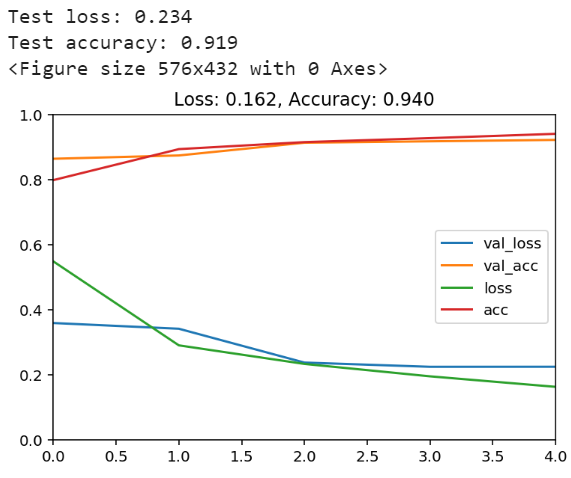 Test loss: 0.234
Test accuracy: 0.919
<Figure size 576x432 with 0 Axes>
Loss: 0.162, Accuracy: 0.940
1.0
0.8
0.6
0.4
0.2
0.0
val_loss
val_acc
loss
acc
0.0 0.5 1.0 1.5 2.0 2.5 3.0 3.5 4.0